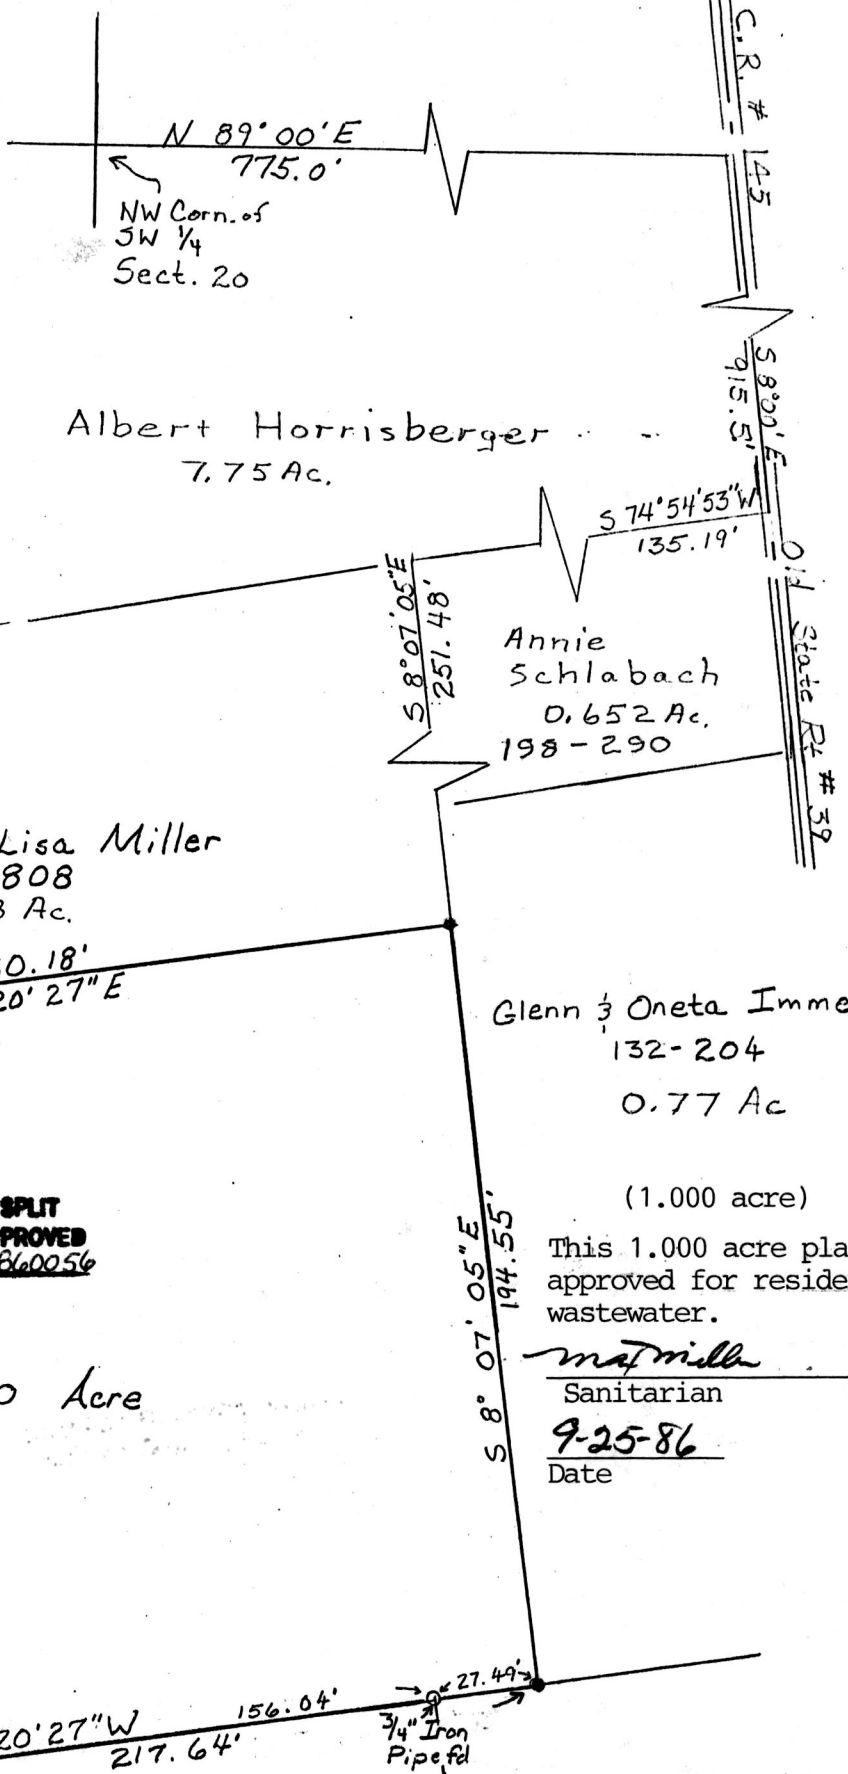 C.R. # 145
N 89° 00' E
775.0'
NW Corn. of
SW 1/4
Sect. 20
S 8°00' E
915.5'
Albert Horrisberger
7.75 Ac.
S 74°54'53" W
135.19'
Old State Rt # 39
S 8°07'05" E
251.48'
Annie
Schlabach
0.652 Ac.
198-290
Lisa Miller
808
Ac.
0.18'
20' 27" E
Glenn & Oneta Imme
132-204
0.77 Ac
SPLIT
PROVED
860056
(1.000 acre)
This 1.000 acre pla
approved for reside
wastewater.
S 8° 07' 05" E
194.55'
Acre
Sanitarian
9-25-86
Date
27.49'
156.04'
20'27" W
217.64'
3/4" Iron
Pipe fd